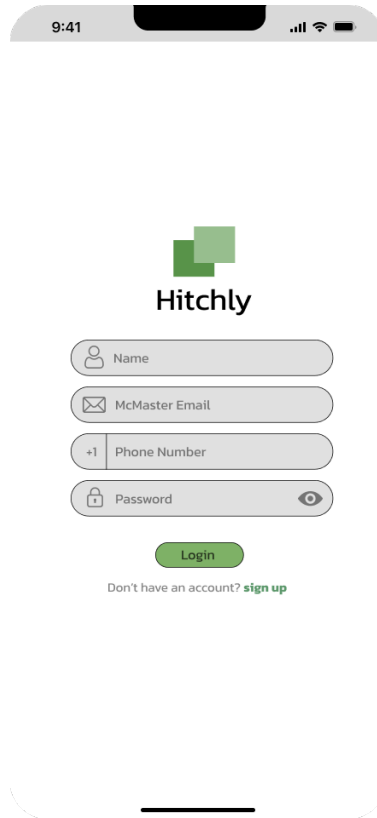 9:41
Hitchly
Name
McMaster Email
+1 Phone Number
Password
Login
Don't have an account? sign up